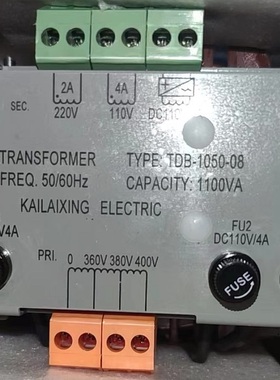 2A 4A
SEC. 220V 110V DC110V
TRANSFORMER TYPE: TDB-1050-08
FREQ. 50/60Hz CAPACITY: 1100VA
KAILAIXING ELECTRIC
V/4A FU2
DC110V/4A
PRI. 0 360V 380V 400V
FUSE